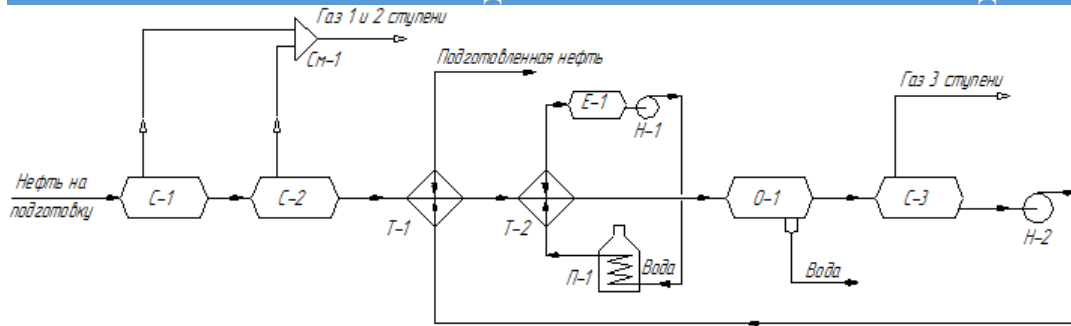 Газ 1 и 2 ступени
См-1
Подготовленная нефть
Е-1
Н-1
Газ 3 ступени
Нефть на
подготовку
С-1
С-2
Т-1
Т-2
О-1
С-3
Н-2
П-1
Вода
Вода